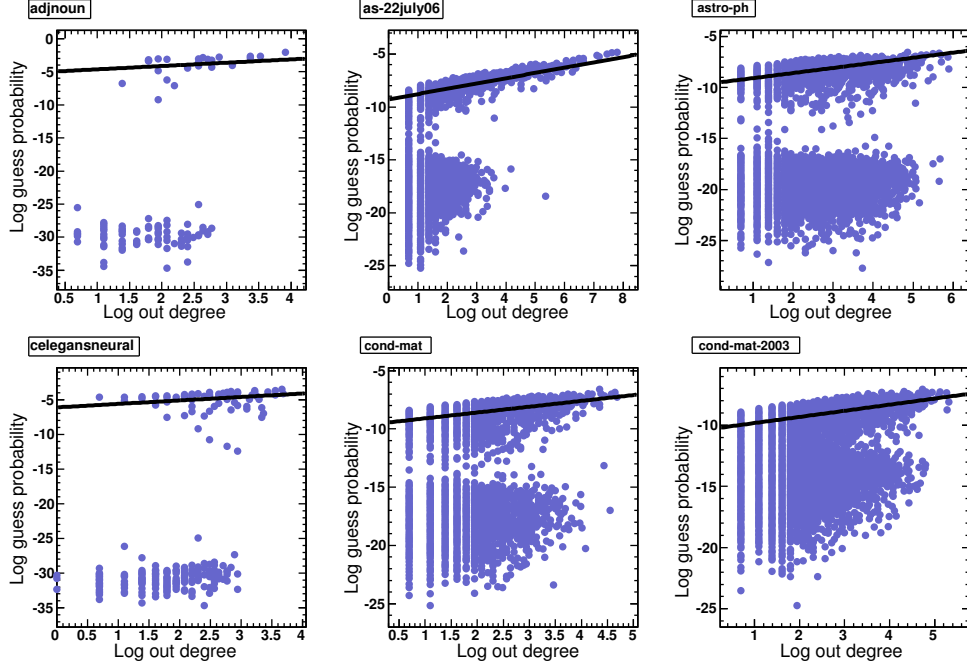 adjnoun
as-22july06
astro-ph
Log guess probability
0
-5
-10
-15
-20
-25
-30
-35
0.5 1 1.5 2 2.5 3 3.5 4
Log out degree
Log guess probability
-5
-10
-15
-20
-25
0 1 2 3 4 5 6 7 8
Log out degree
Log guess probability
-5
-10
-15
-20
-25
1 2 3 4 5 6
Log out degree
celegansneural
cond-mat
cond-mat-2003
Log guess probability
-5
-10
-15
-20
-25
-30
-35
0 0.5 1 1.5 2 2.5 3 3.5 4
Log out degree
Log guess probability
-5
-10
-15
-20
-25
0.5 1 1.5 2 2.5 3 3.5 4 4.5 5
Log out degree
Log guess probability
-10
-15
-20
-25
1 2 3 4 5
Log out degree